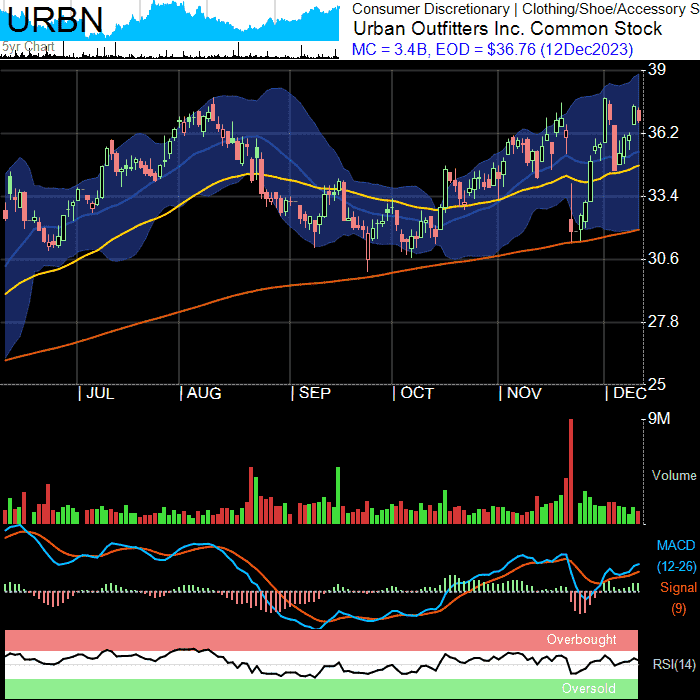 URBN
5yr Chart
Consumer Discretionary | Clothing/Shoe/Accessory S
Urban Outfitters Inc. Common Stock
MC = 3.4B, EOD = $36.76 (12Dec2023)
39
36.2
33.4
30.6
27.8
25
| JUL | AUG | SEP | OCT | NOV | DEC
9M
Volume
MACD
(12-26)
Signal
(9)
Overbought
RSI(14)
Oversold